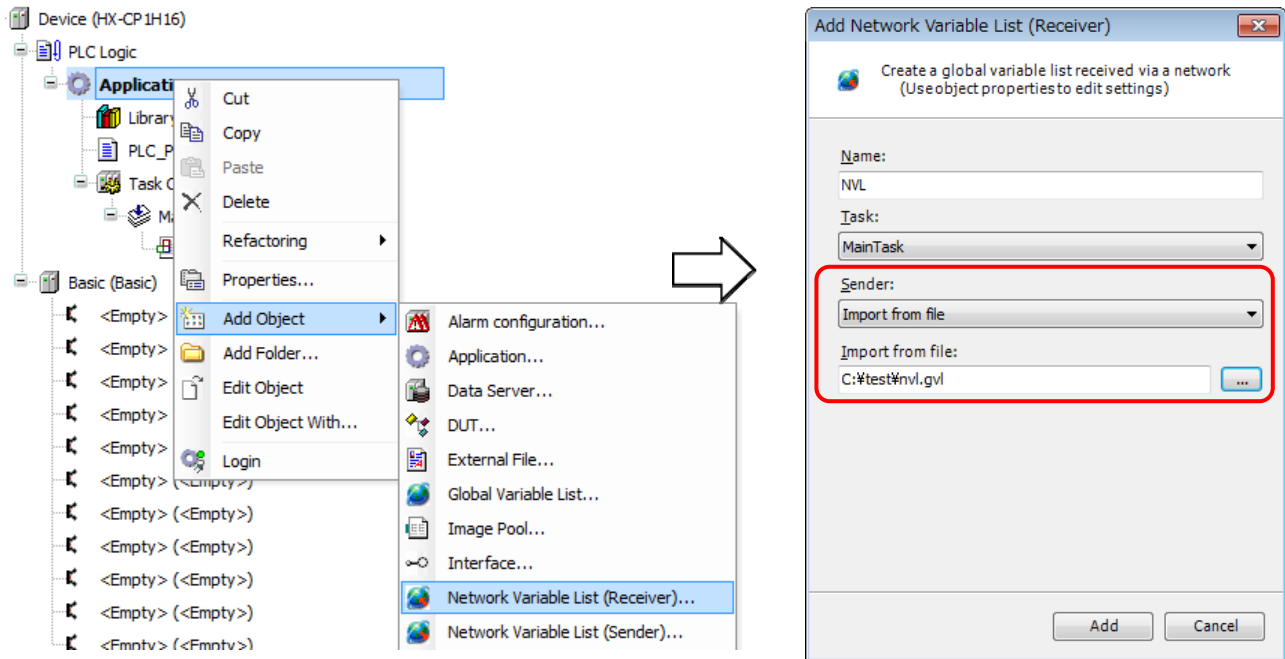 Device (HX-CP1H16)
PLC Logic
Applicati
Library
PLC_P
Task C
Ma
Basic (Basic)
<Empty>
<Empty>
<Empty>
<Empty>
<Empty>
<Empty> (<Empty>)
<Empty> (<Empty>)
<Empty> (<Empty>)
<Empty> (<Empty>)
<Empty> (<Empty>)
<Empty> (<Empty>)
Cut
Copy
Paste
Delete
Refactoring
Properties...
Add Object
Add Folder...
Edit Object
Edit Object With...
Login
Alarm configuration...
Application...
Data Server...
DUT...
External File...
Global Variable List...
Image Pool...
Interface...
Network Variable List (Receiver)...
Network Variable List (Sender)...
Add Network Variable List (Receiver)
Create a global variable list received via a network
(Use object properties to edit settings)
Name:
NVL
Task:
MainTask
Sender:
Import from file
Import from file:
C:¥test¥nvl.gvl
...
Add
Cancel